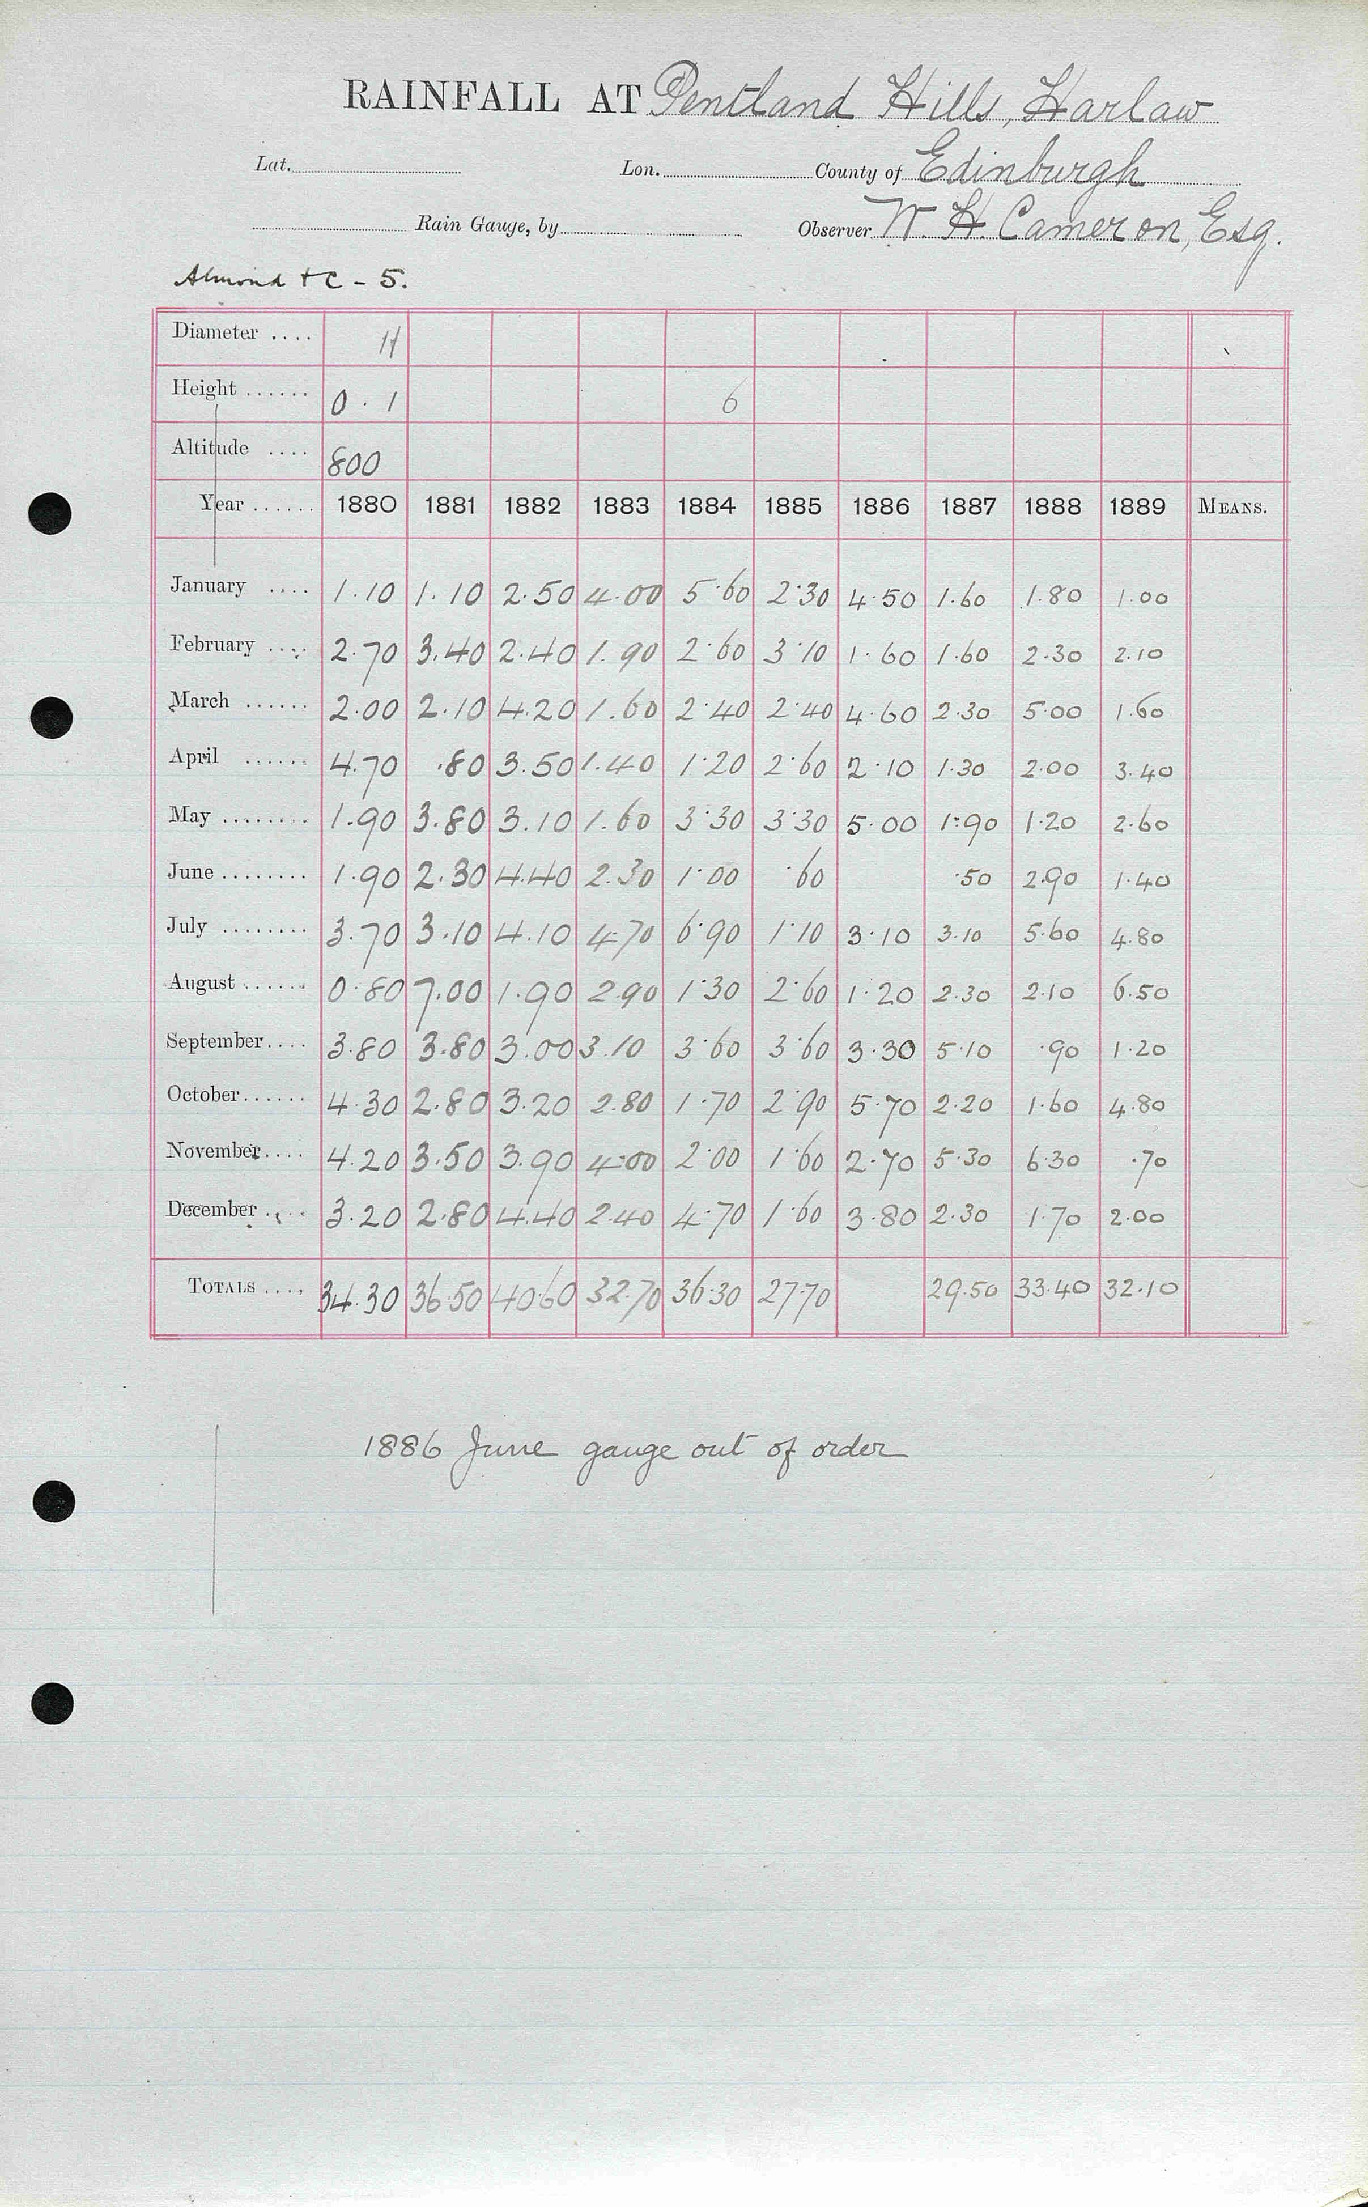 RAINFALL AT Pentland Hills, Harlaw
Lat. Lon. County of Edinburgh
Rain Gauge, by Observer W H. Cameron, Esq.
Almond + C - 5.
Diameter ....
Height ...... 0 . 1 6
Altitude .... 800
Year ...... 1880 1881 1882 1883 1884 1885 1886 1887 1888 1889 MEANS.
January .... 1.10 1.10 2.50 4.00 5.60 2.30 4.50 1.60 1.80 1.00
February .... 2.70 3.40 2.40 1.90 2.60 3.10 1.60 1.60 2.30 2.10
March ...... 2.00 2.10 4.20 1.60 2.40 2.40 4.60 2.30 5.00 1.60
April ...... 4.70 .80 3.50 1.40 1.20 2.60 2.10 1.30 2.00 3.40
May ........ 1.90 3.80 3.10 1.60 3.30 3.30 5.00 1.90 1.20 2.60
June ........ 1.90 2.30 4.40 2.30 1.00 .60 .50 2.90 1.40
July ........ 3.70 3.10 4.10 4.70 6.90 1.10 3.10 3.10 5.60 4.80
August ...... 0.80 7.00 1.90 2.90 1.30 2.60 1.20 2.30 2.10 6.50
September.... 3.80 3.80 3.00 3.10 3.60 3.60 3.30 5.10 .90 1.20
October...... 4.30 2.80 3.20 2.80 1.70 2.90 5.70 2.20 1.60 4.80
November.... 4.20 3.50 3.90 4.00 2.00 1.60 2.70 5.30 6.30 .70
December .... 3.20 2.80 4.40 2.40 4.70 1.60 3.80 2.30 1.70 2.00
TOTALS .... 34.30 36.50 40.60 32.70 36.30 27.70 29.50 33.40 32.10
1886 June gauge out of order